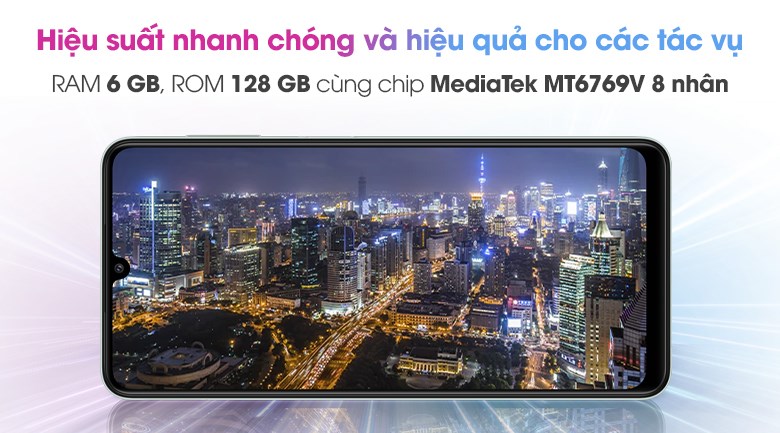 Hiệu suất nhanh chóng và hiệu quả cho các tác vụ
RAM 6 GB, ROM 128 GB cùng chip MediaTek MT6769V 8 nhân